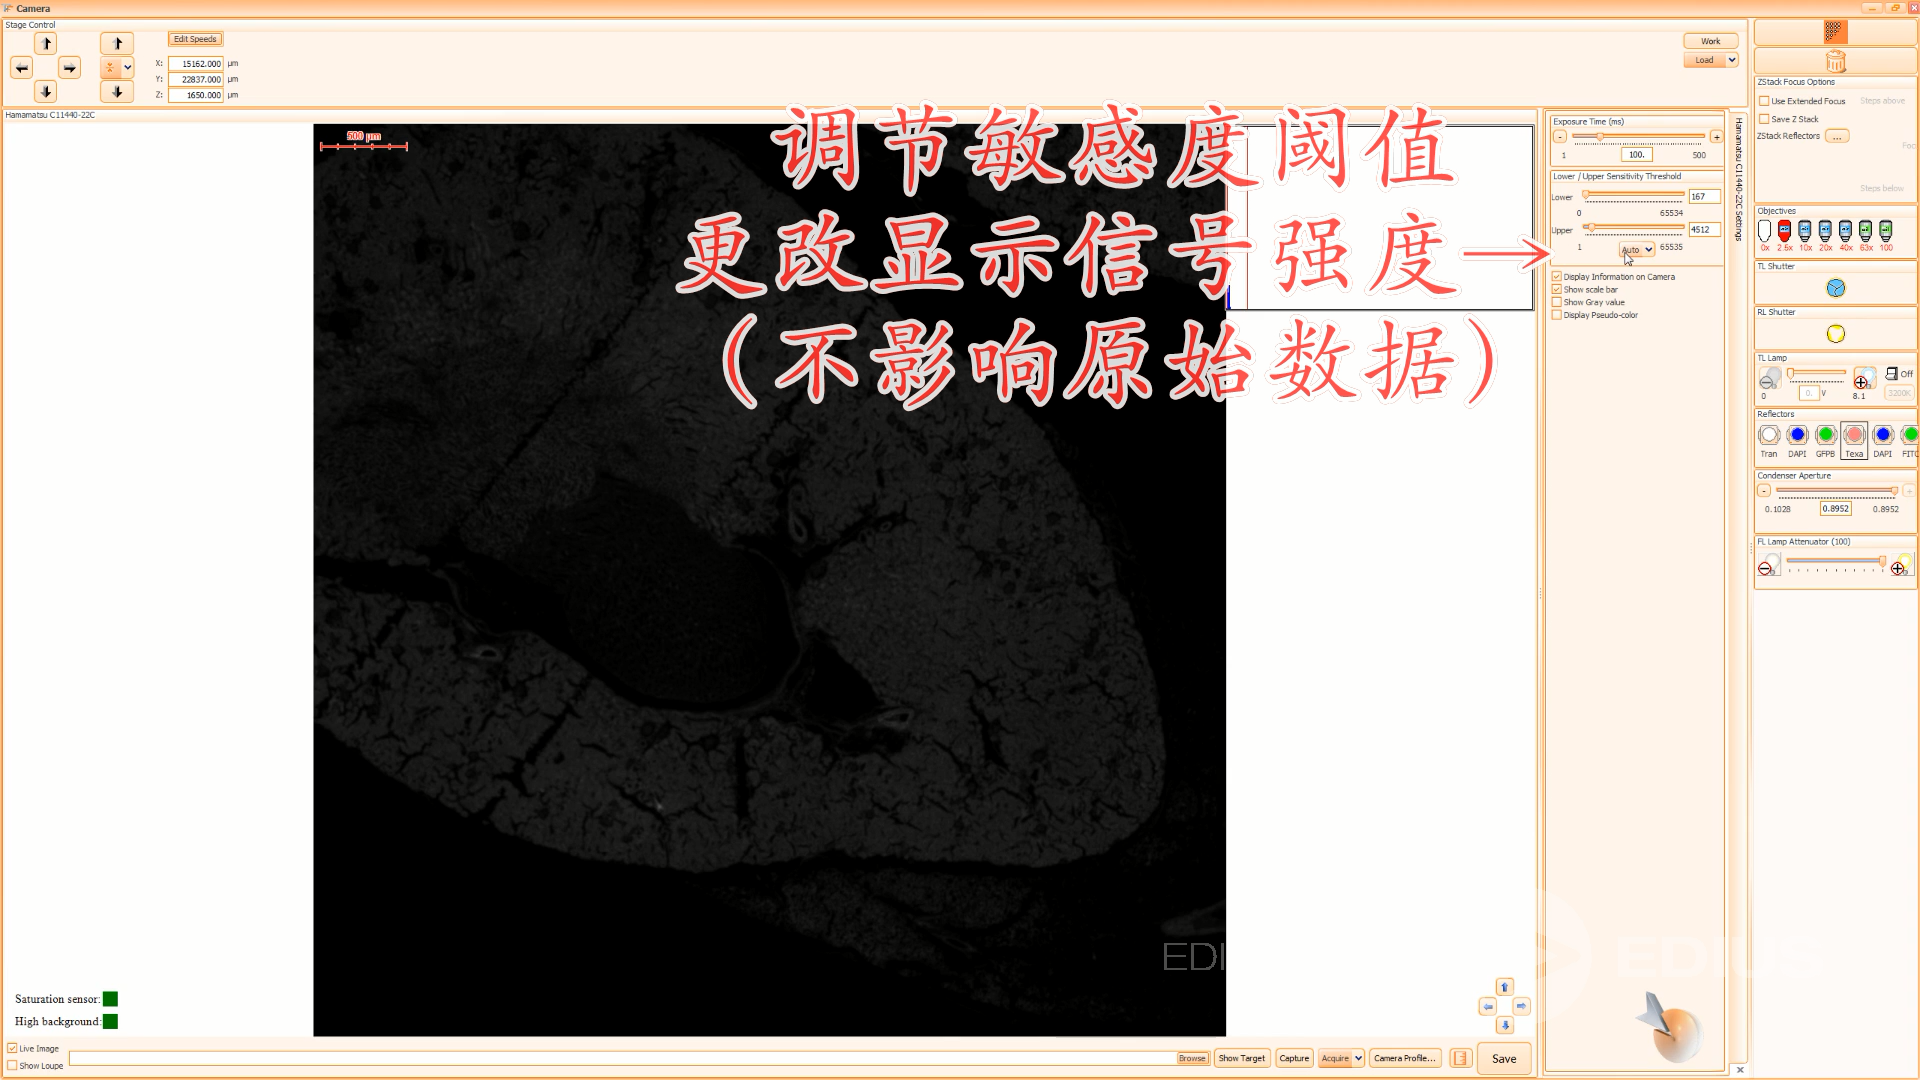 Camera
Stage Control
Edit Speeds
X: 15162.000 μm
Y: 22837.000 μm
Z: 1650.000 μm
Work
Load
Hamamatsu C11440-22C
500 μm
调节敏感度阈值
更改显示信号强度
（不影响原始数据）
Exposure Time (ms)
- +
1 100. 500
Lower / Upper Sensitivity Threshold
Lower 167
0 65534
Upper 4512
1 65535
Auto
Display Information on Camera
Show scale bar
Show Gray value
Display Pseudo-color
Hamamatsu C11440-22C Settings
ZStack Focus Options
Use Extended Focus Steps above
Save Z Stack
ZStack Reflectors ...
Foc
Steps below
Objectives
0x 2.5x 10x 20x 40x 63x 100
TL Shutter
RL Shutter
TL Lamp
Off
0 0. V 8.1 3200K
Reflectors
Tran DAPI GFPB Texa DAPI FITC
Condenser Aperture
- +
0.1028 0.8952 0.8952
FL Lamp Attenuator (100)
EDI
EDIUS
Saturation sensor:
High background:
Live Image
Show Loupe
Browse
Show Target
Capture
Acquire
Camera Profile...
Save